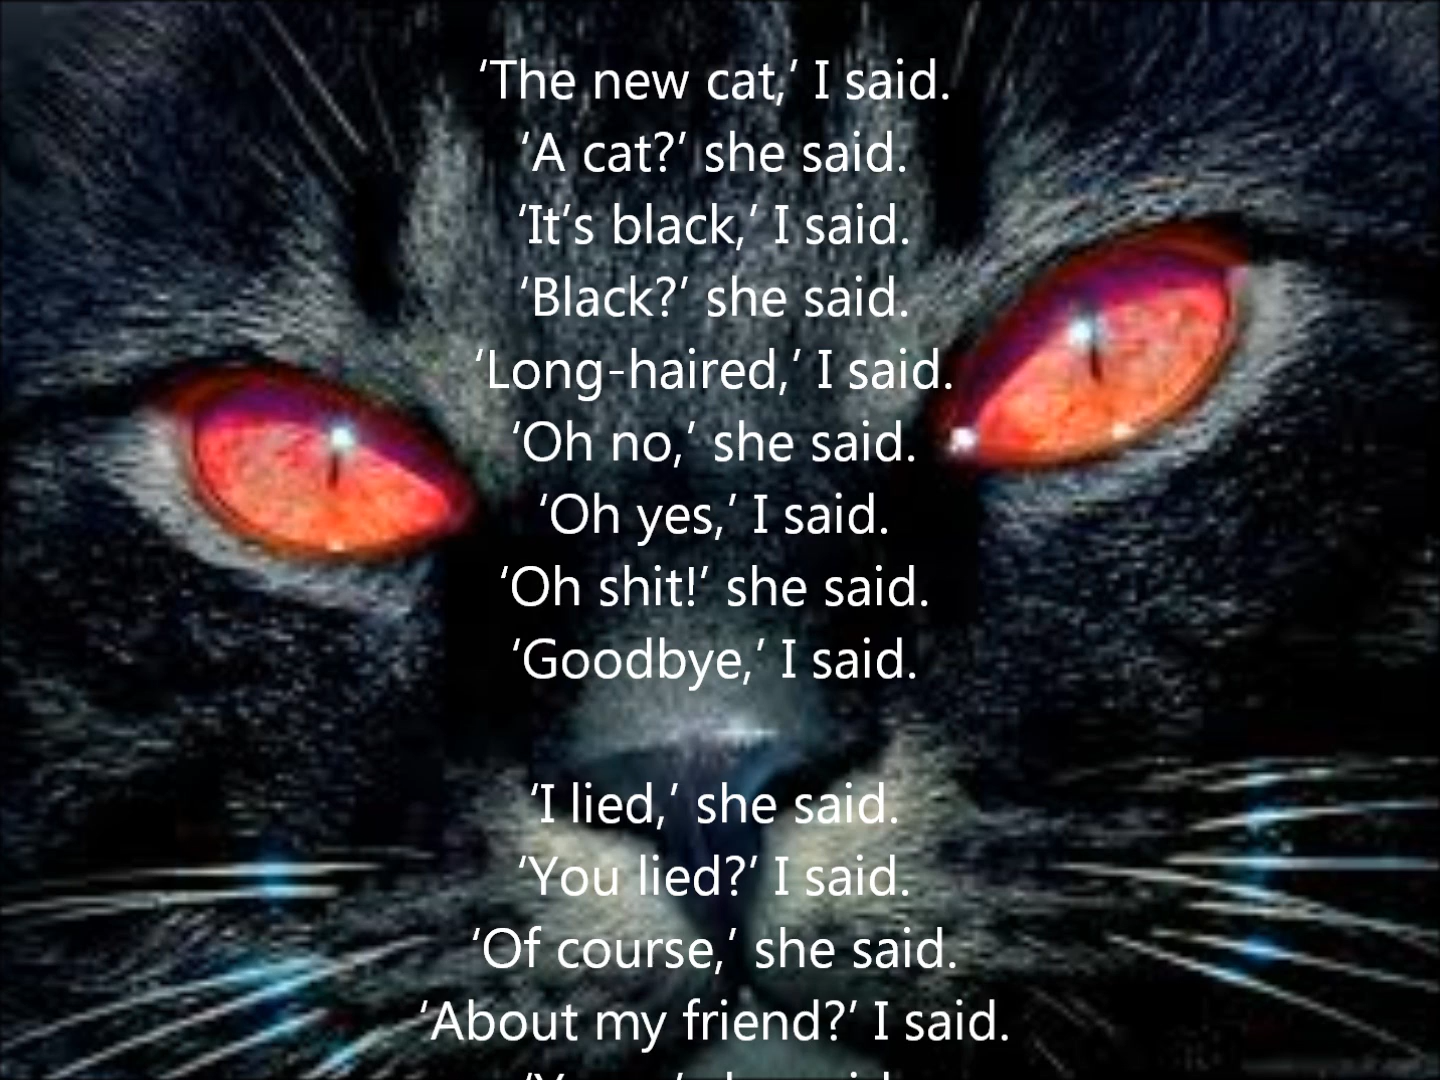 ‘The new cat,’ I said.
‘A cat?’ she said.
‘It’s black,’ I said.
‘Black?’ she said.
‘Long-haired,’ I said.
‘Oh no,’ she said.
‘Oh yes,’ I said.
‘Oh shit!’ she said.
‘Goodbye,’ I said.
‘I lied,’ she said.
‘You lied?’ I said.
‘Of course,’ she said.
‘About my friend?’ I said.